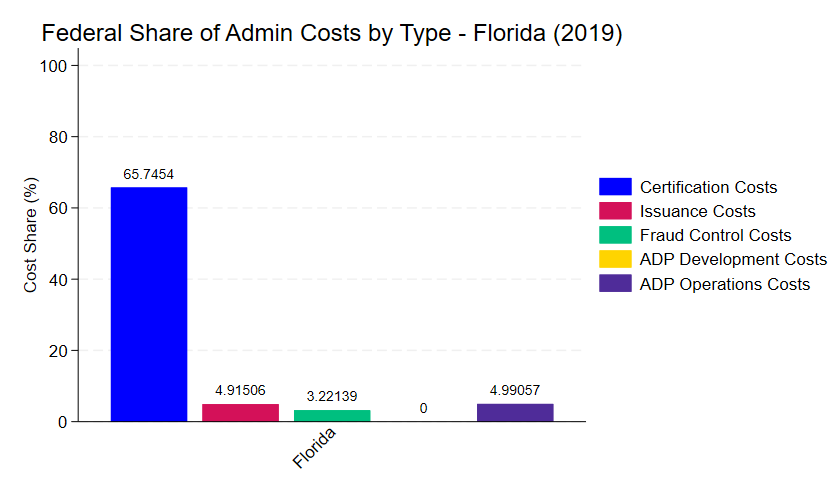 Federal Share of Admin Costs by Type - Florida (2019)
Cost Share (%)
100
80
60
40
20
0
65.7454
4.91506
3.22139
0
4.99057
Florida
Certification Costs
Issuance Costs
Fraud Control Costs
ADP Development Costs
ADP Operations Costs